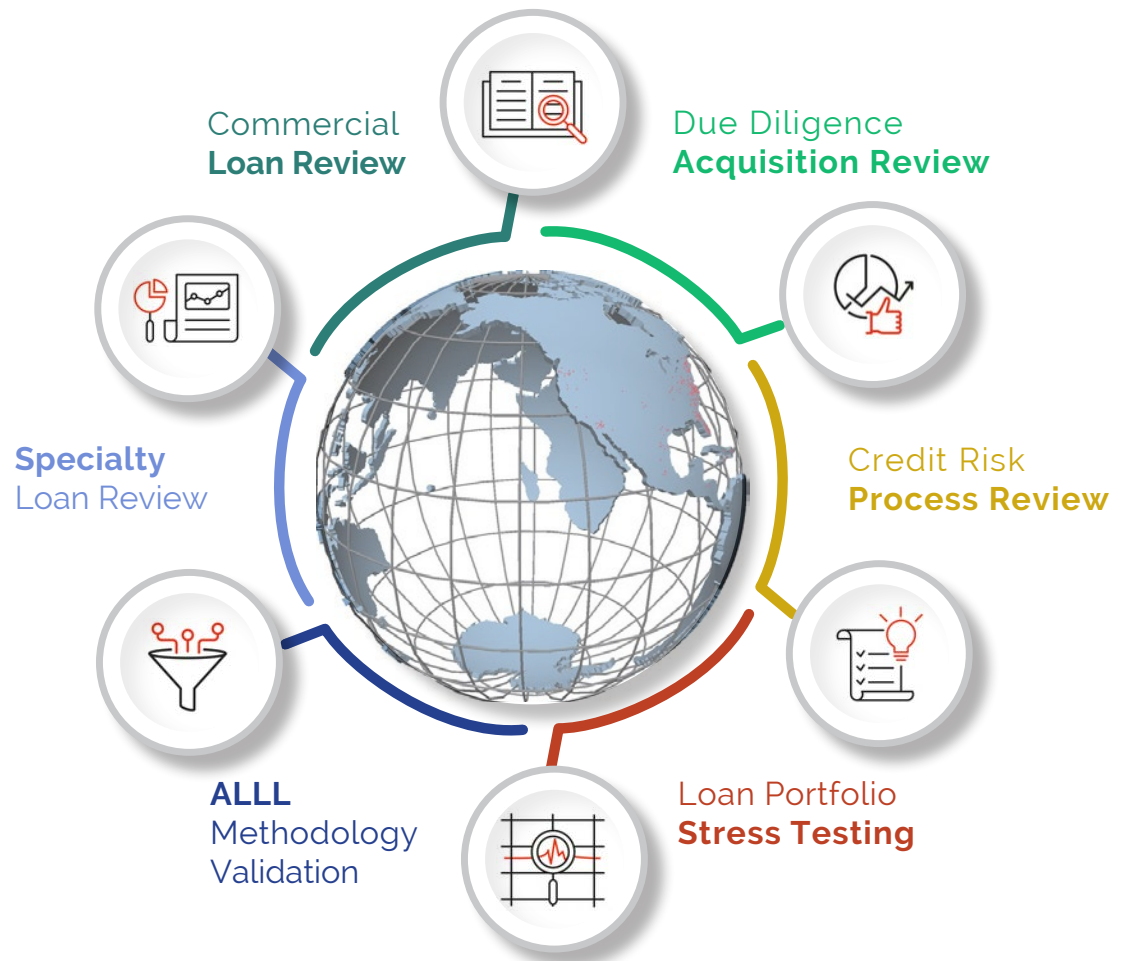 Commercial
Loan Review
Due Diligence
Acquisition Review
Specialty
Loan Review
Credit Risk
Process Review
ALLL
Methodology
Validation
Loan Portfolio
Stress Testing